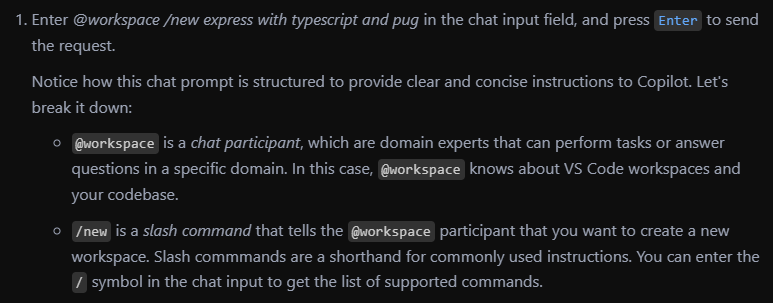 1. Enter @workspace /new express with typescript and pug in the chat input field, and press Enter to send
the request.
Notice how this chat prompt is structured to provide clear and concise instructions to Copilot. Let's
break it down:
@workspace is a chat participant, which are domain experts that can perform tasks or answer
questions in a specific domain. In this case, @workspace knows about VS Code workspaces and
your codebase.
/new is a slash command that tells the @workspace participant that you want to create a new
workspace. Slash commmands are a shorthand for commonly used instructions. You can enter the
/ symbol in the chat input to get the list of supported commands.